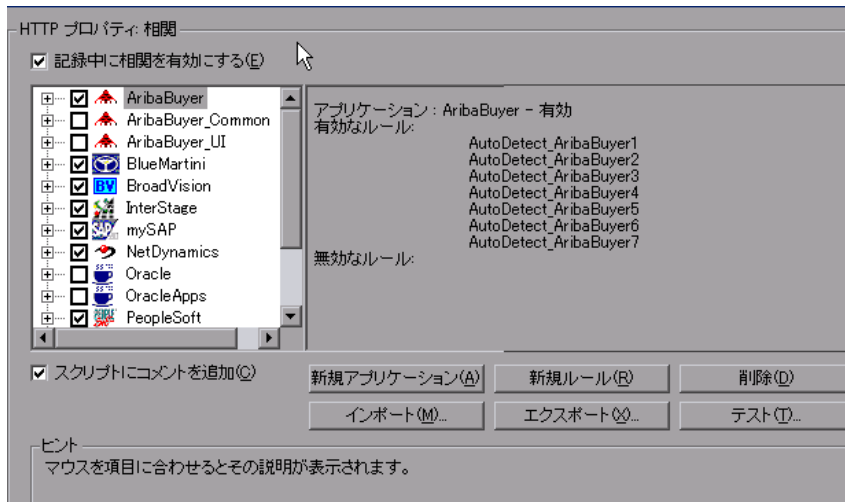 HTTP プロパティ: 相関
記録中に相関を有効にする(E)
AribaBuyer
AribaBuyer_Common
AribaBuyer_UI
BlueMartini
BroadVision
InterStage
mySAP
NetDynamics
Oracle
OracleApps
PeopleSoft
アプリケーション : AribaBuyer - 有効
有効なルール:
AutoDetect_AribaBuyer1
AutoDetect_AribaBuyer2
AutoDetect_AribaBuyer3
AutoDetect_AribaBuyer4
AutoDetect_AribaBuyer5
AutoDetect_AribaBuyer6
AutoDetect_AribaBuyer7
無効なルール:
スクリプトにコメントを追加(C)
新規アプリケーション(A) 新規ルール(R) 削除(D)
インポート(M)... エクスポート(X)... テスト(T)...
ヒント
マウスを項目に合わせるとその説明が表示されます。